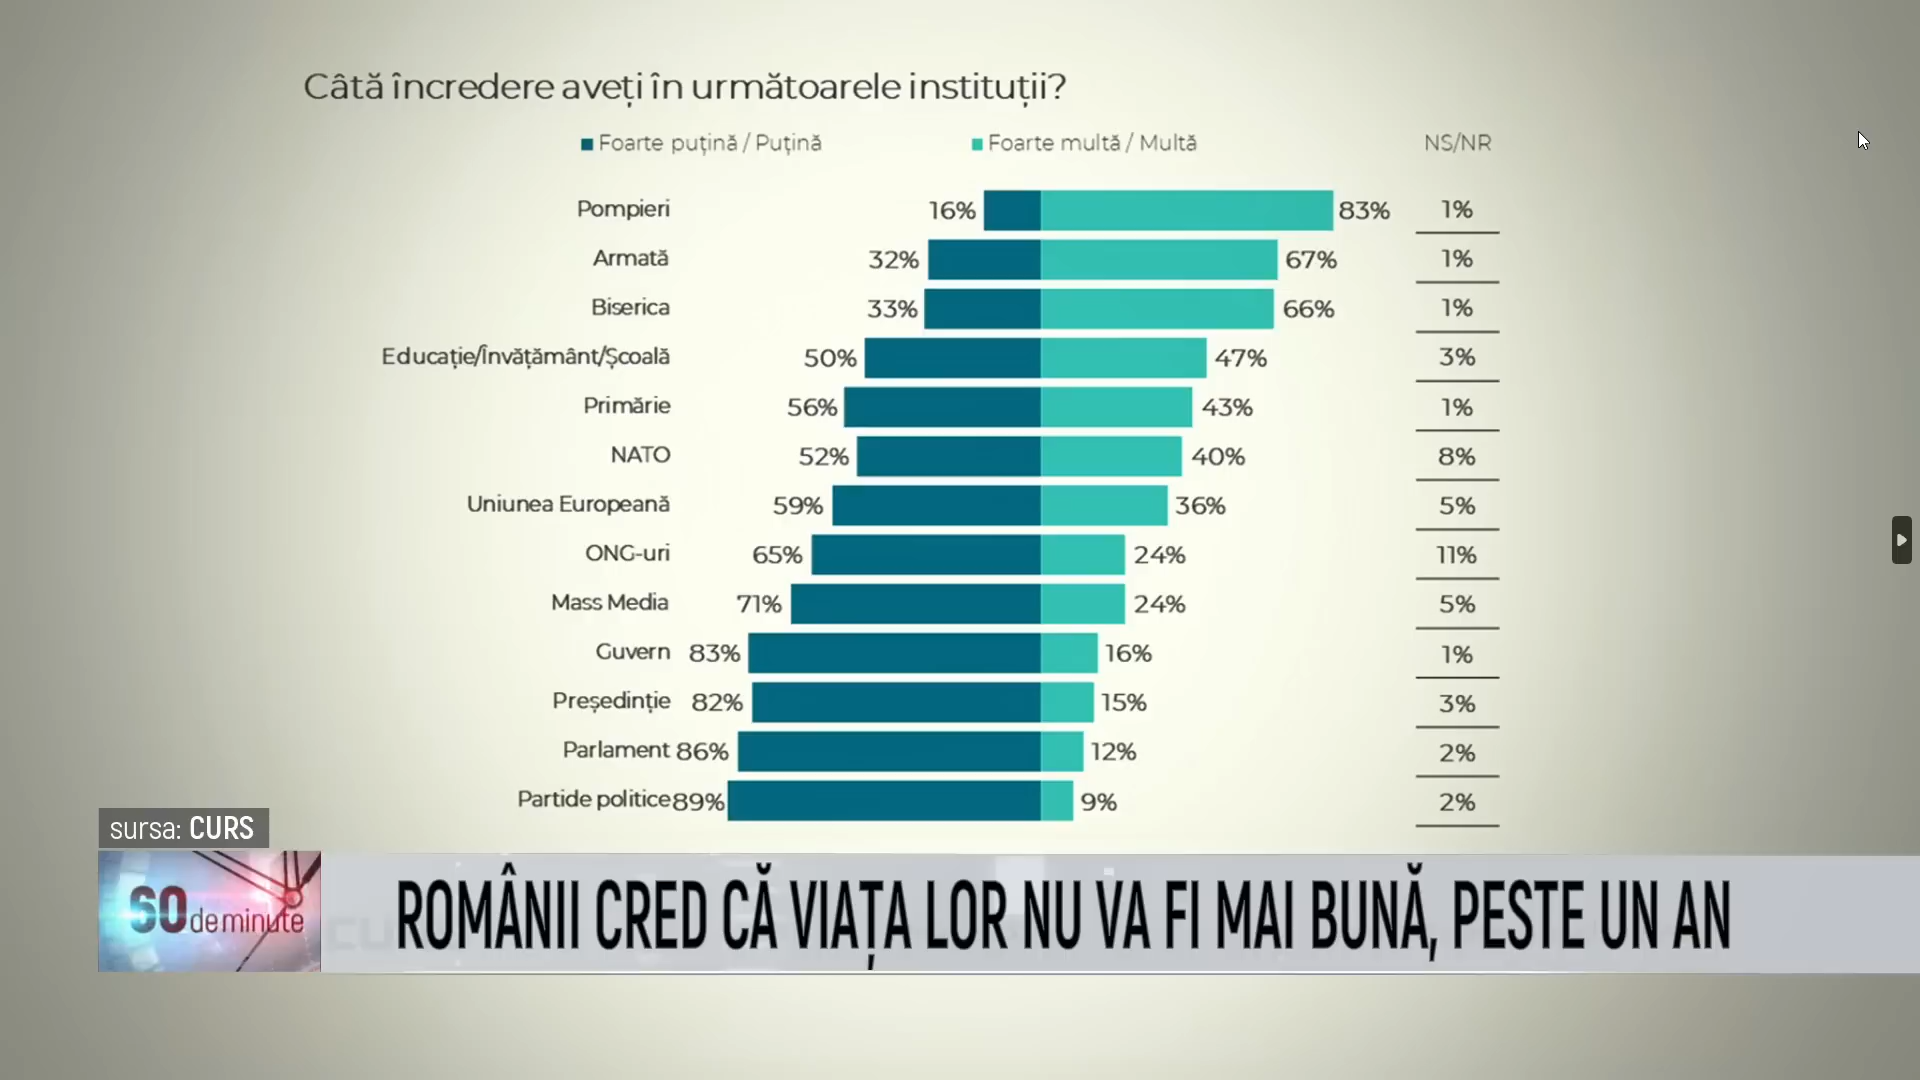 Câtă încredere aveți în următoarele instituții?
Foarte puțină / Puțină Foarte multă / Multă NS/NR
Pompieri 16% 83% 1%
Armată 32% 67% 1%
Biserica 33% 66% 1%
Educație/Învățământ/Școală 50% 47% 3%
Primărie 56% 43% 1%
NATO 52% 40% 8%
Uniunea Europeană 59% 36% 5%
ONG-uri 65% 24% 11%
Mass Media 71% 24% 5%
Guvern 83% 16% 1%
Președinție 82% 15% 3%
Parlament 86% 12% 2%
Partide politice 89% 9% 2%
sursa: CURS
60 de minute
ROMÂNII CRED CĂ VIAȚA LOR NU VA FI MAI BUNĂ, PESTE UN AN